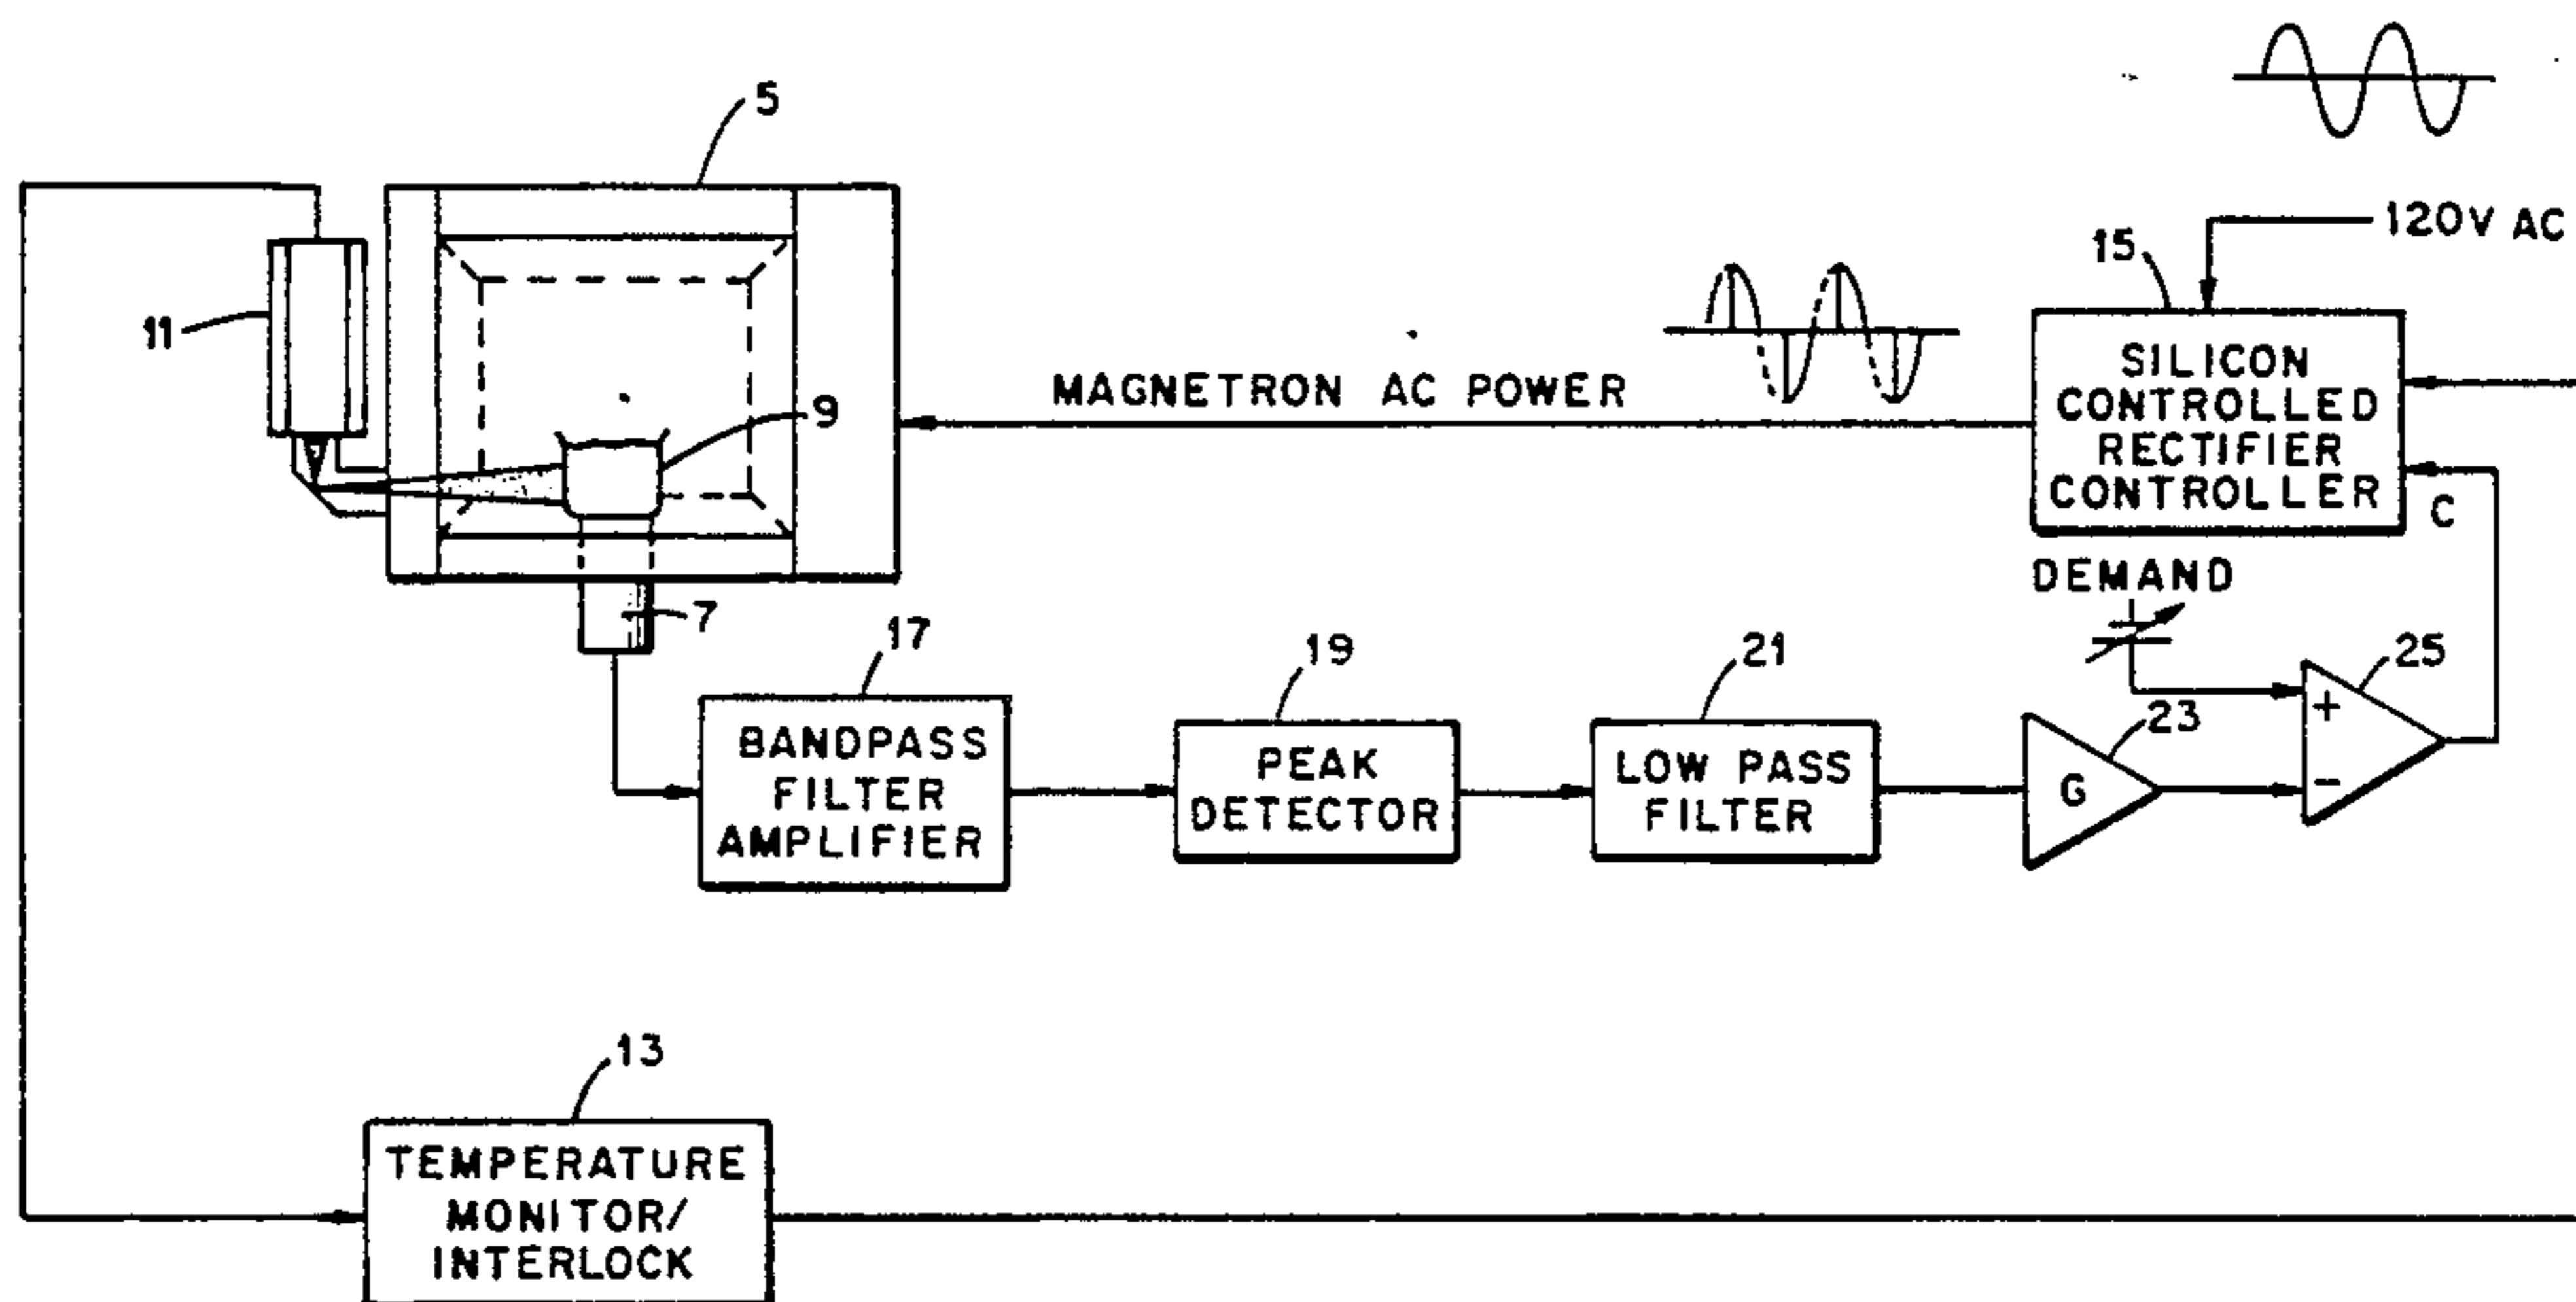 5
120V AC
15
11
SILICON
CONTROLLED
RECTIFIER
CONTROLLER
MAGNETRON AC POWER
9
C
DEMAND
7
17
19
21
25
+
23
BANDPASS
FILTER
AMPLIFIER
PEAK
DETECTOR
LOW PASS
FILTER
G
-
13
TEMPERATURE
MONITOR/
INTERLOCK